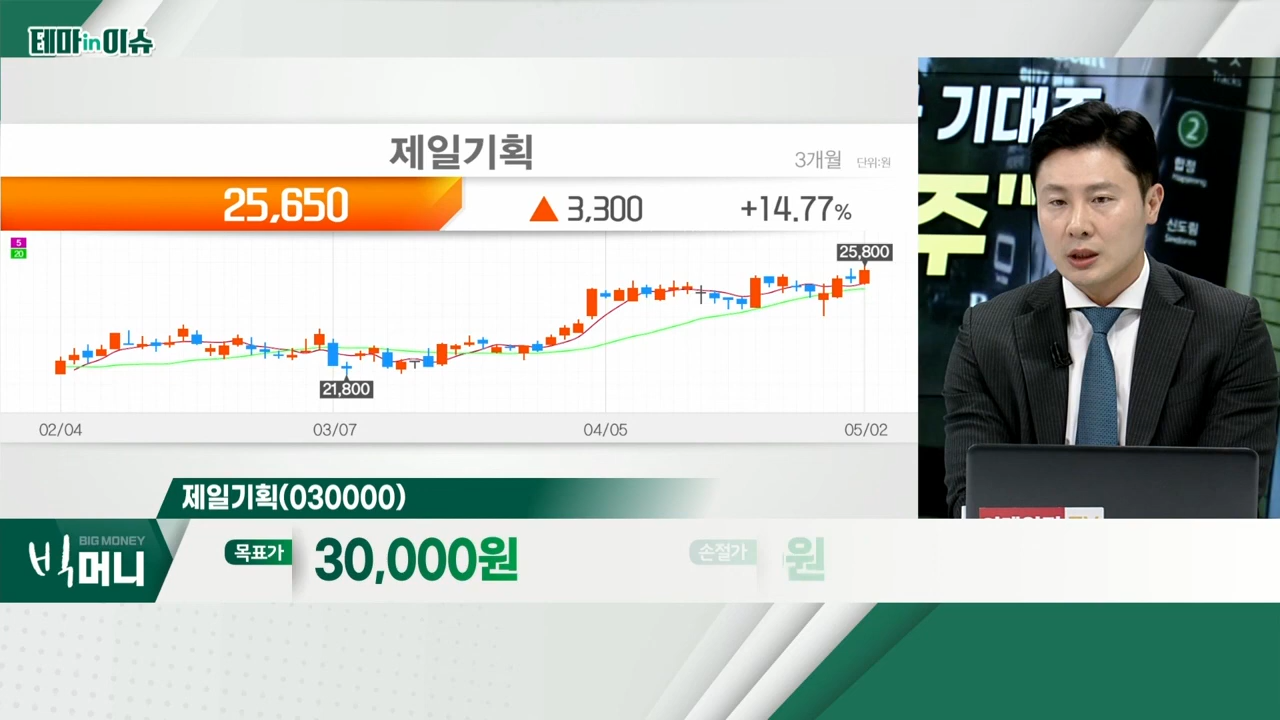 테마in이슈
제일기획
3개월 단위:원
25,650
▲ 3,300
+14.77%
5
20
25,800
21,800
02/04 03/07 04/05 05/02
기대주
주"
2
합정
신도림
제일기획(030000)
BIG MONEY
빅머니
목표가 30,000원
손절가 원